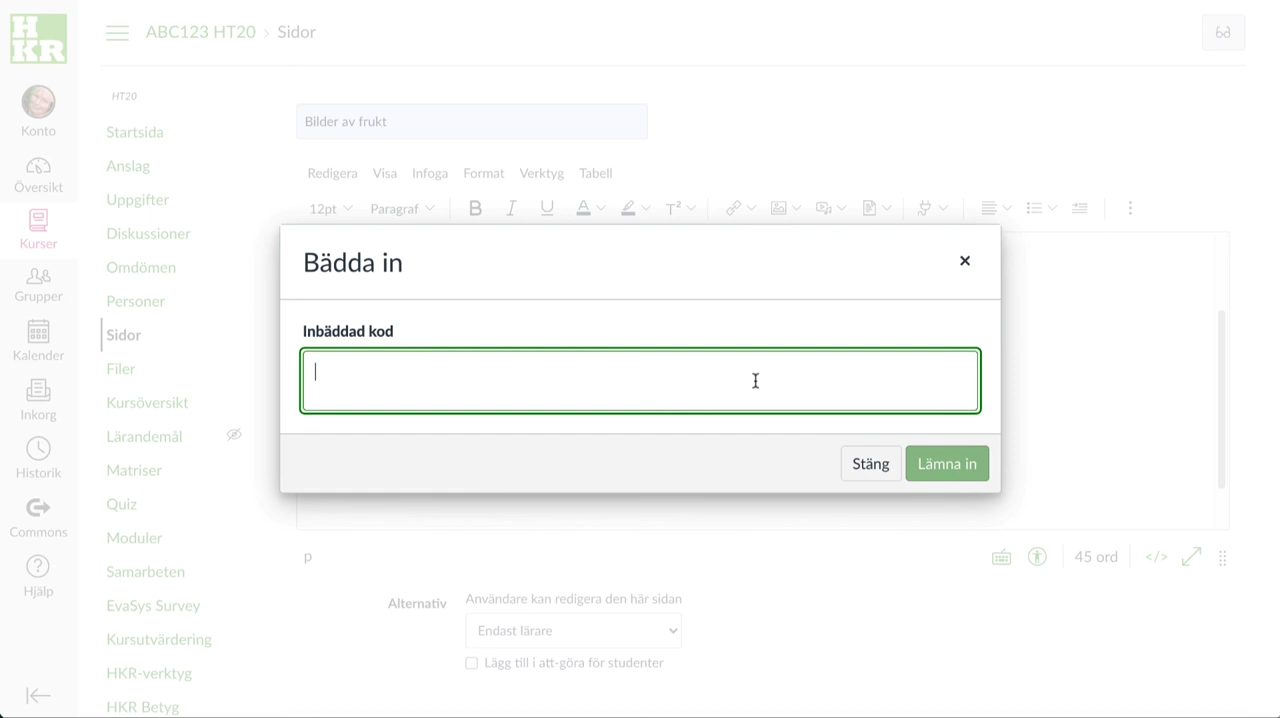 H
KR
Konto
Översikt
Kurser
Grupper
Kalender
Inkorg
Historik
Commons
Hjälp
ABC123 HT20 › Sidor
HT20
Startsida
Anslag
Uppgifter
Diskussioner
Omdömen
Personer
Sidor
Filer
Kursöversikt
Lärandemål
Matriser
Quiz
Moduler
Samarbeten
EvaSys Survey
Kursutvärdering
HKR-verktyg
HKR Betyg
Bilder av frukt
Redigera Visa Infoga Format Verktyg Tabell
12pt Paragraf B I U A T²
Bädda in
Inbäddad kod
Stäng Lämna in
p 45 ord </>
Alternativ Användare kan redigera den här sidan
Endast lärare
Lägg till i att-göra för studenter